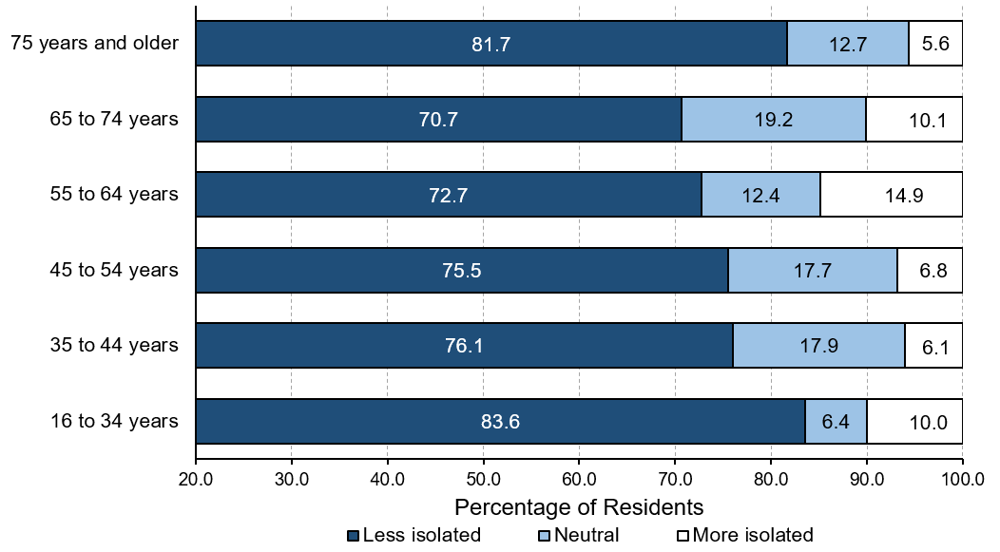 75 years and older 81.7 12.7 5.6
65 to 74 years 70.7 19.2 10.1
55 to 64 years 72.7 12.4 14.9
45 to 54 years 75.5 17.7 6.8
35 to 44 years 76.1 17.9 6.1
16 to 34 years 83.6 6.4 10.0
20.0 30.0 40.0 50.0 60.0 70.0 80.0 90.0 100.0
Percentage of Residents
Less isolated Neutral More isolated